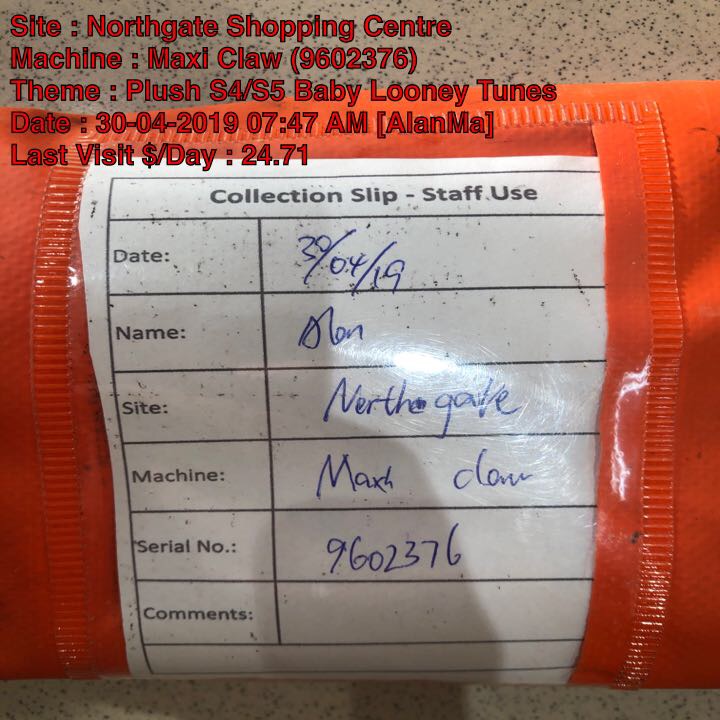 Site : Northgate Shopping Centre
Machine : Maxi Claw (9602376)
Theme : Plush S4/S5 Baby Looney Tunes
Date : 30-04-2019 07:47 AM [AlanMa]
Last Visit $/Day : 24.71
Collection Slip - Staff Use
Date: 30/04/19
Name: Alan
Site: Northgate
Machine: Maxi claw
Serial No.: 9602376
Comments: